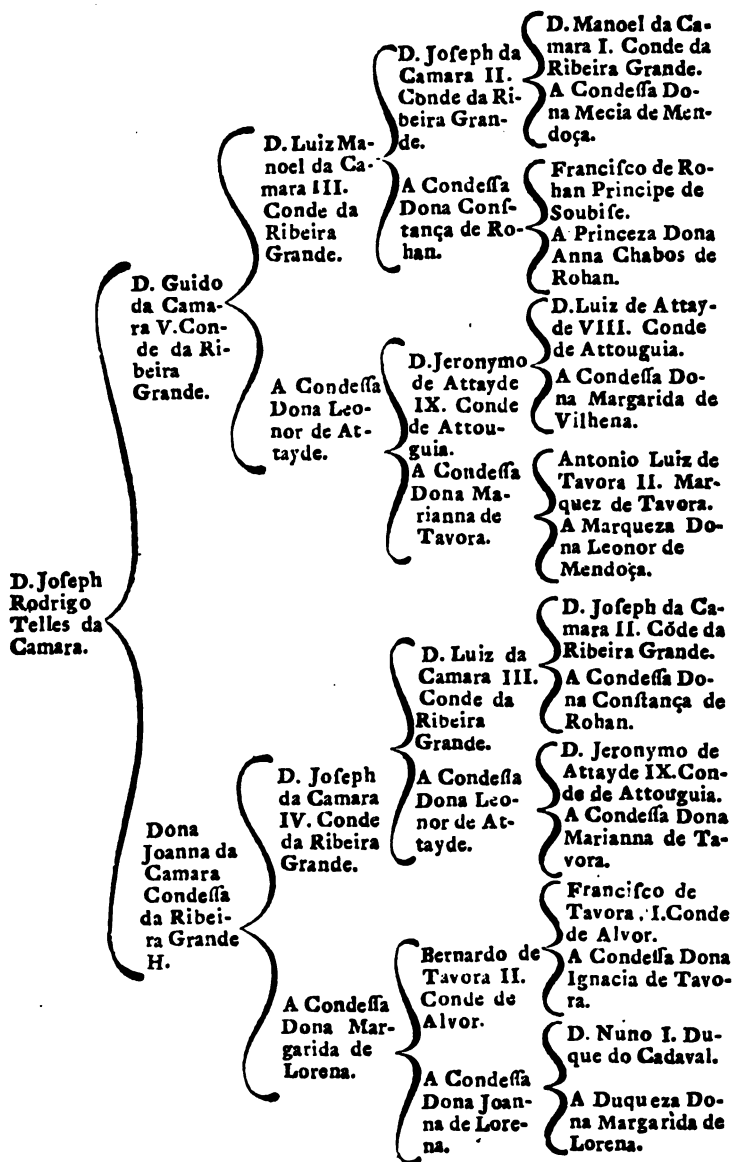 D. Joſeph
Rodrigo
Telles da
Camara.
D. Guido
da Cama-
ra V.Con-
de da Ri-
beira
Grande.
Dona
Joanna da
Camara
Condeſſa
da Ribei-
ra Grande
H.
D. Luiz Ma-
noel da Ca-
mara III.
Conde da
Ribeira
Grande.
A Condeſſa
Dona Leo-
nor de At-
tayde.
D. Joſeph
da Camara
IV. Conde
da Ribeira
Grande.
A Condeſſa
Dona Mar-
garida de
Lorena.
D. Joſeph da
Camara II.
Conde da Ri-
beira Gran-
de.
A Condeſſa
Dona Conſ-
tança de Ro-
han.
D.Jeronymo
de Attayde
IX. Conde
de Attou-
guia.
A Condeſſa
Dona Ma-
rianna de
Tavora.
D. Luiz da
Camara III.
Conde da
Ribeira
Grande.
A Condeſſa
Dona Leo-
nor de At-
tayde.
Bernardo de
Tavora II.
Conde de
Alvor.
A Condeſſa
Dona Joan-
na de Lore-
na.
D. Manoel da Ca-
mara I. Conde da
Ribeira Grande.
A Condeſſa Do-
na Mecia de Men-
doça.
Franciſco de Ro-
han Principe de
Soubiſe.
A Princeza Dona
Anna Chabos de
Rohan.
D.Luiz de Attay-
de VIII. Conde
de Attouguia.
A Condeſſa Do-
na Margarida de
Vilhena.
Antonio Luiz de
Tavora II. Mar-
quez de Tavora.
A Marqueza Do-
na Leonor de
Mendoça.
D. Joſeph da Ca-
mara II. Cõde da
Ribeira Grande.
A Condeſſa Do-
na Conſtança de
Rohan.
D. Jeronymo de
Attayde IX.Con-
de de Attouguia.
A Condeſſa Dona
Marianna de Ta-
vora.
Franciſco de
Tavora, I.Conde
de Alvor.
A Condeſſa Dona
Ignacia de Tavo-
ra.
D. Nuno I. Du-
que do Cadaval.
A Duqueza Do-
na Margarida de
Lorena.